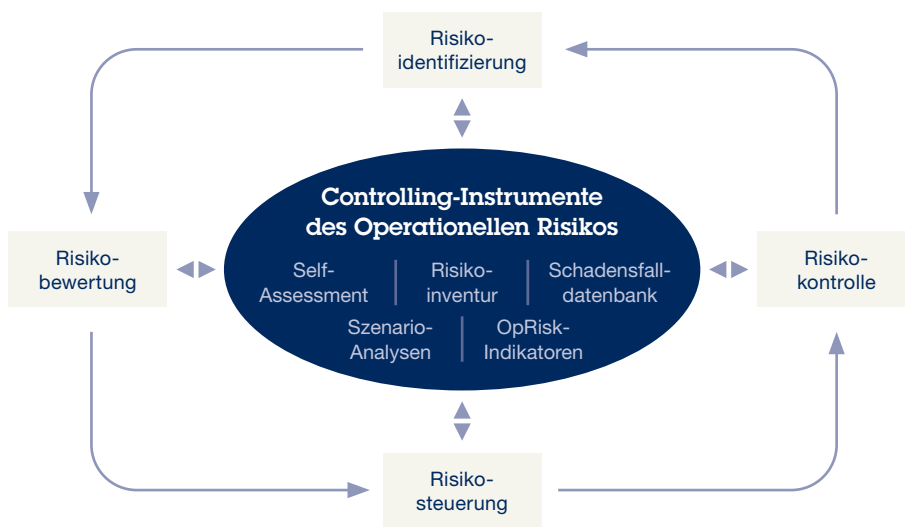 Risiko-
identifizierung
Controlling-Instrumente
des Operationellen Risikos
Risiko-
bewertung
Self-
Assessment
Risiko-
inventur
Schadensfall-
datenbank
Risiko-
kontrolle
Szenario-
Analysen
OpRisk-
Indikatoren
Risiko-
steuerung